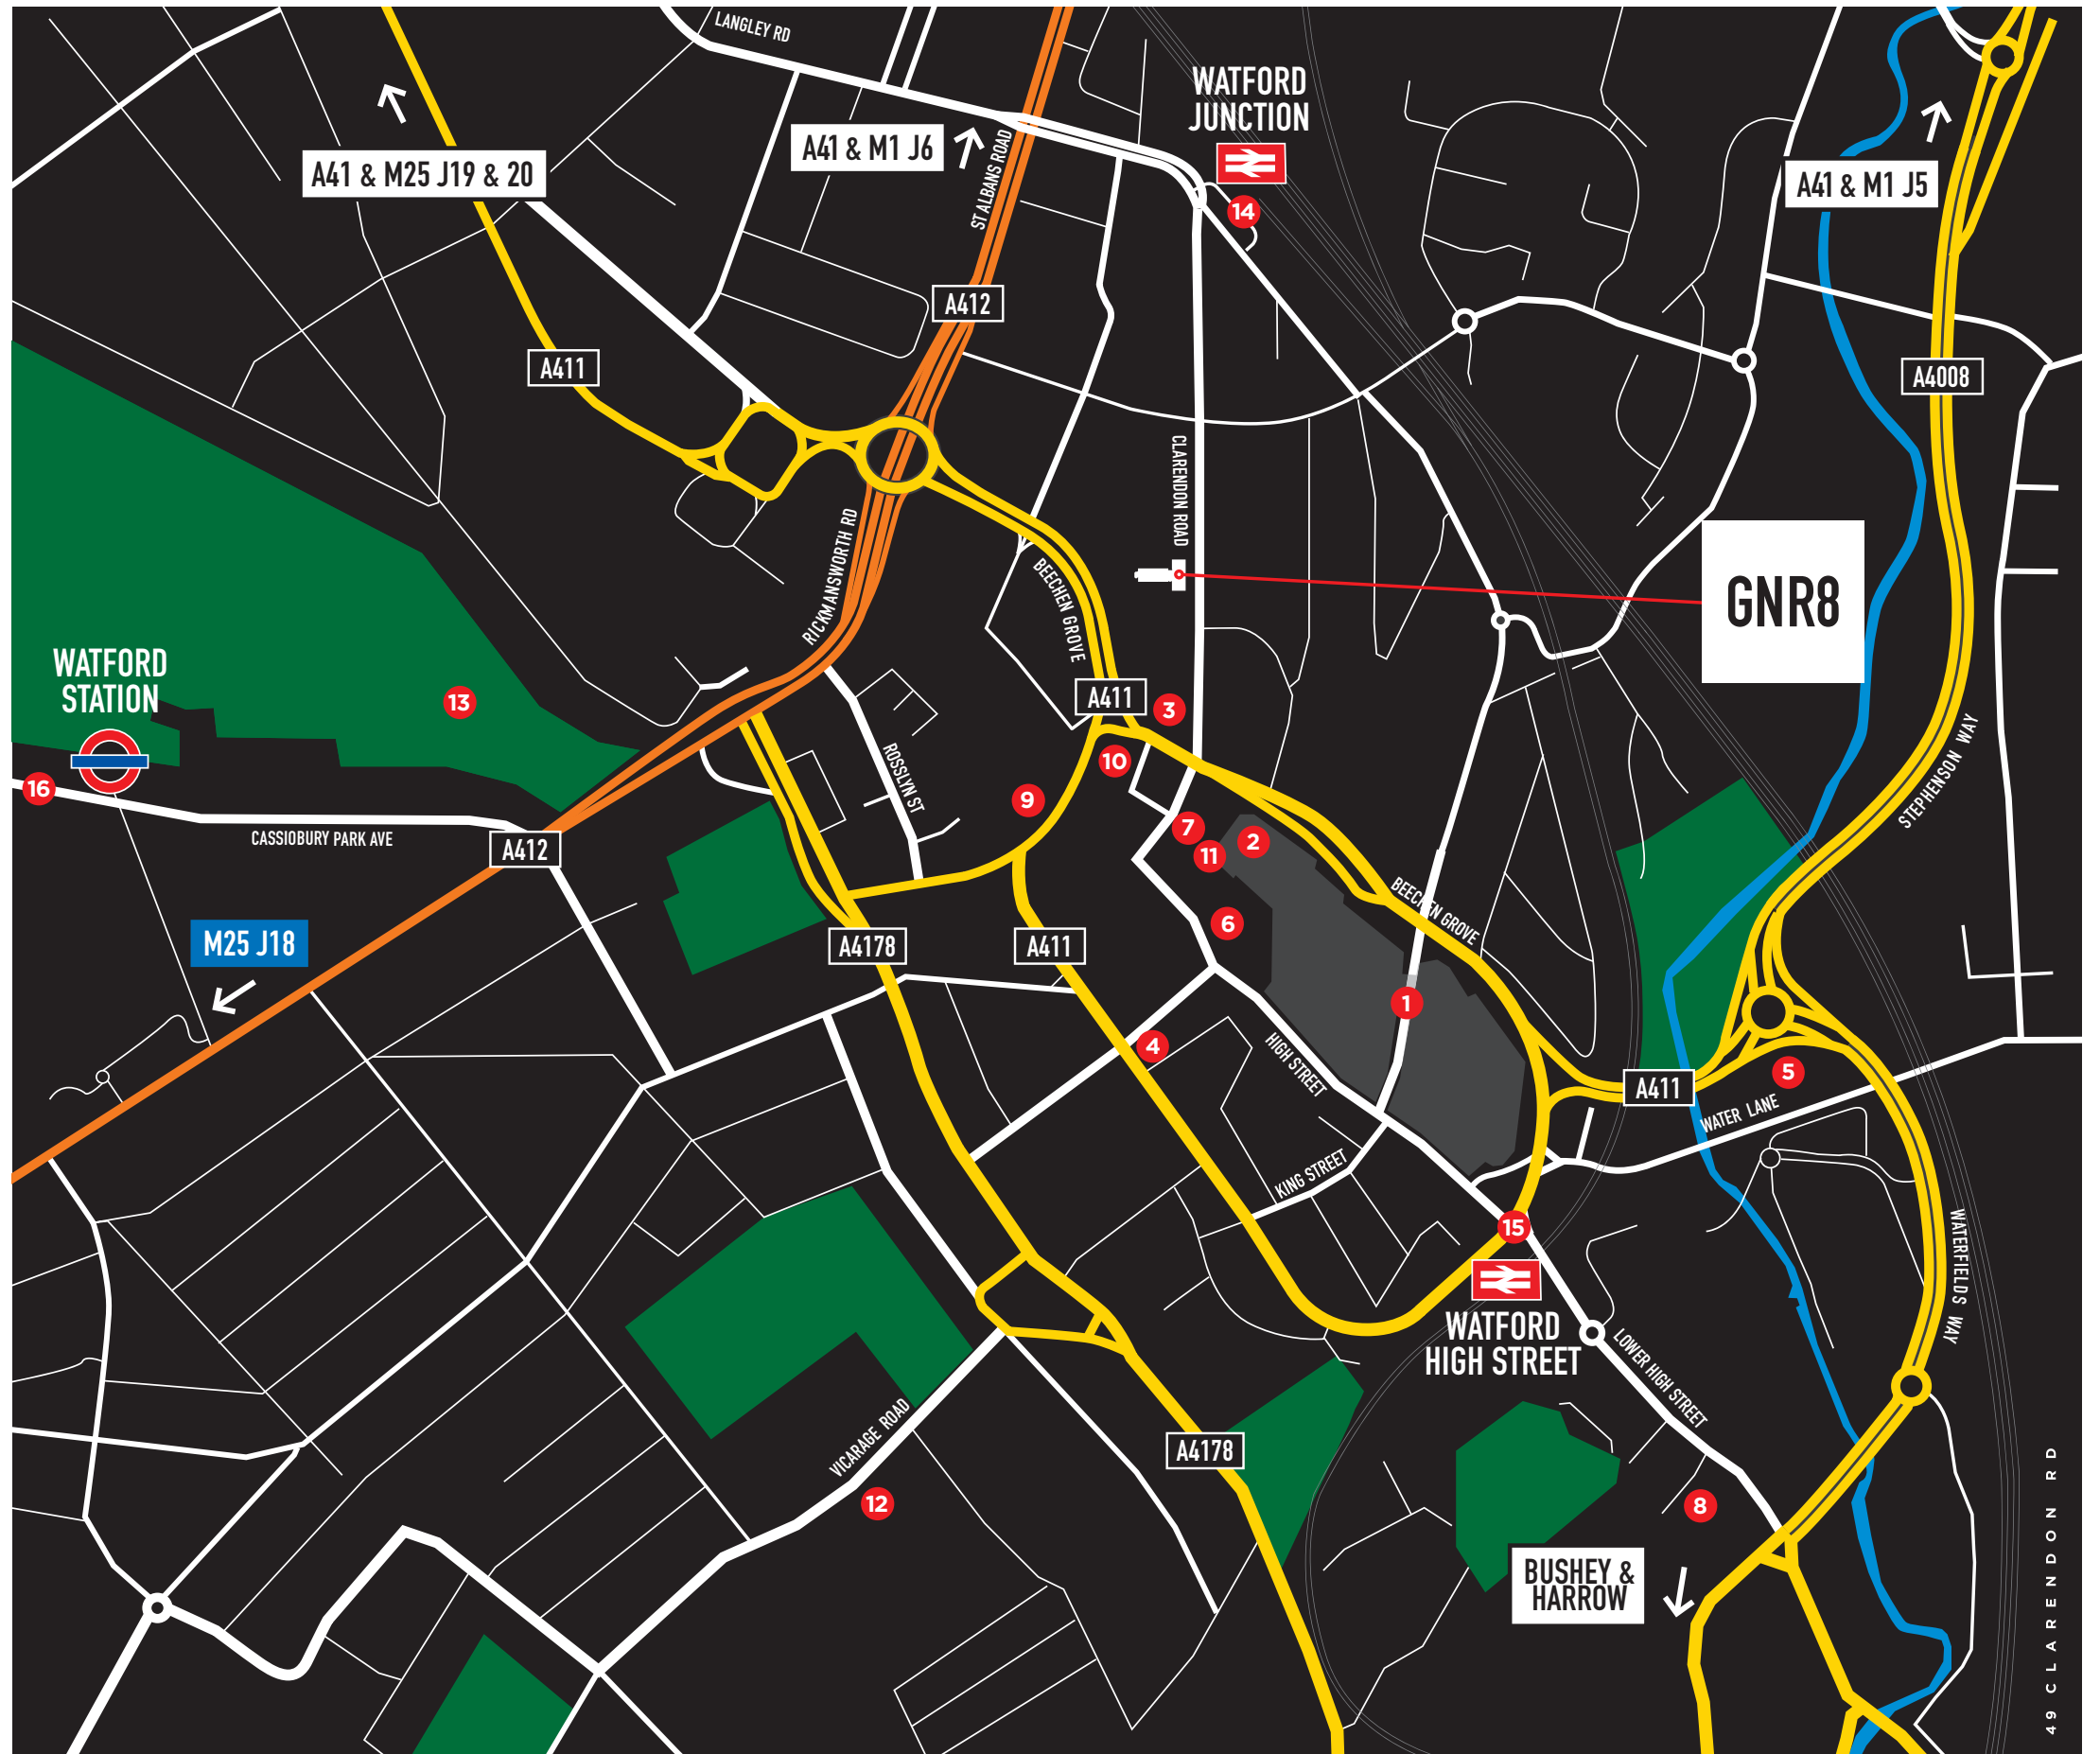 LANGLEY RD
WATFORD
JUNCTION
A41 & M25 J19 & 20
A41 & M1 J6
ST ALBANS ROAD
14
A41 & M1 J5
A412
A411
A4008
CLARENDON ROAD
RICKMANSWORTH RD
BEECHEN GROVE
GNR8
WATFORD
STATION
13
A411
3
ROSSLYN ST
10
STEPHENSON WAY
16
9
CASSIOBURY PARK AVE
A412
7
2
11
BEECHEN GROVE
6
M25 J18
A4178
A411
1
4
HIGH STREET
5
A411
WATER LANE
KING STREET
15
WATERFIELDS WAY
WATFORD
HIGH STREET
LOWER HIGH STREET
VICARAGE ROAD
A4178
12
8
BUSHEY &
HARROW
49 CLARENDON RD